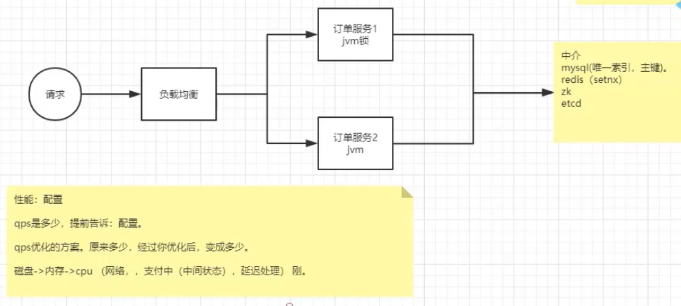 请求
负载均衡
订单服务1
jvm锁
订单服务2
jvm
中介
mysql(唯一索引，主键)。
redis（setnx）
zk
etcd
性能：配置
qps是多少，提前告诉：配置。
qps优化的方案。原来多少，经过你优化后，变成多少。
磁盘->内存->cpu （网络，，支付中（中间状态），延迟处理） 刚。